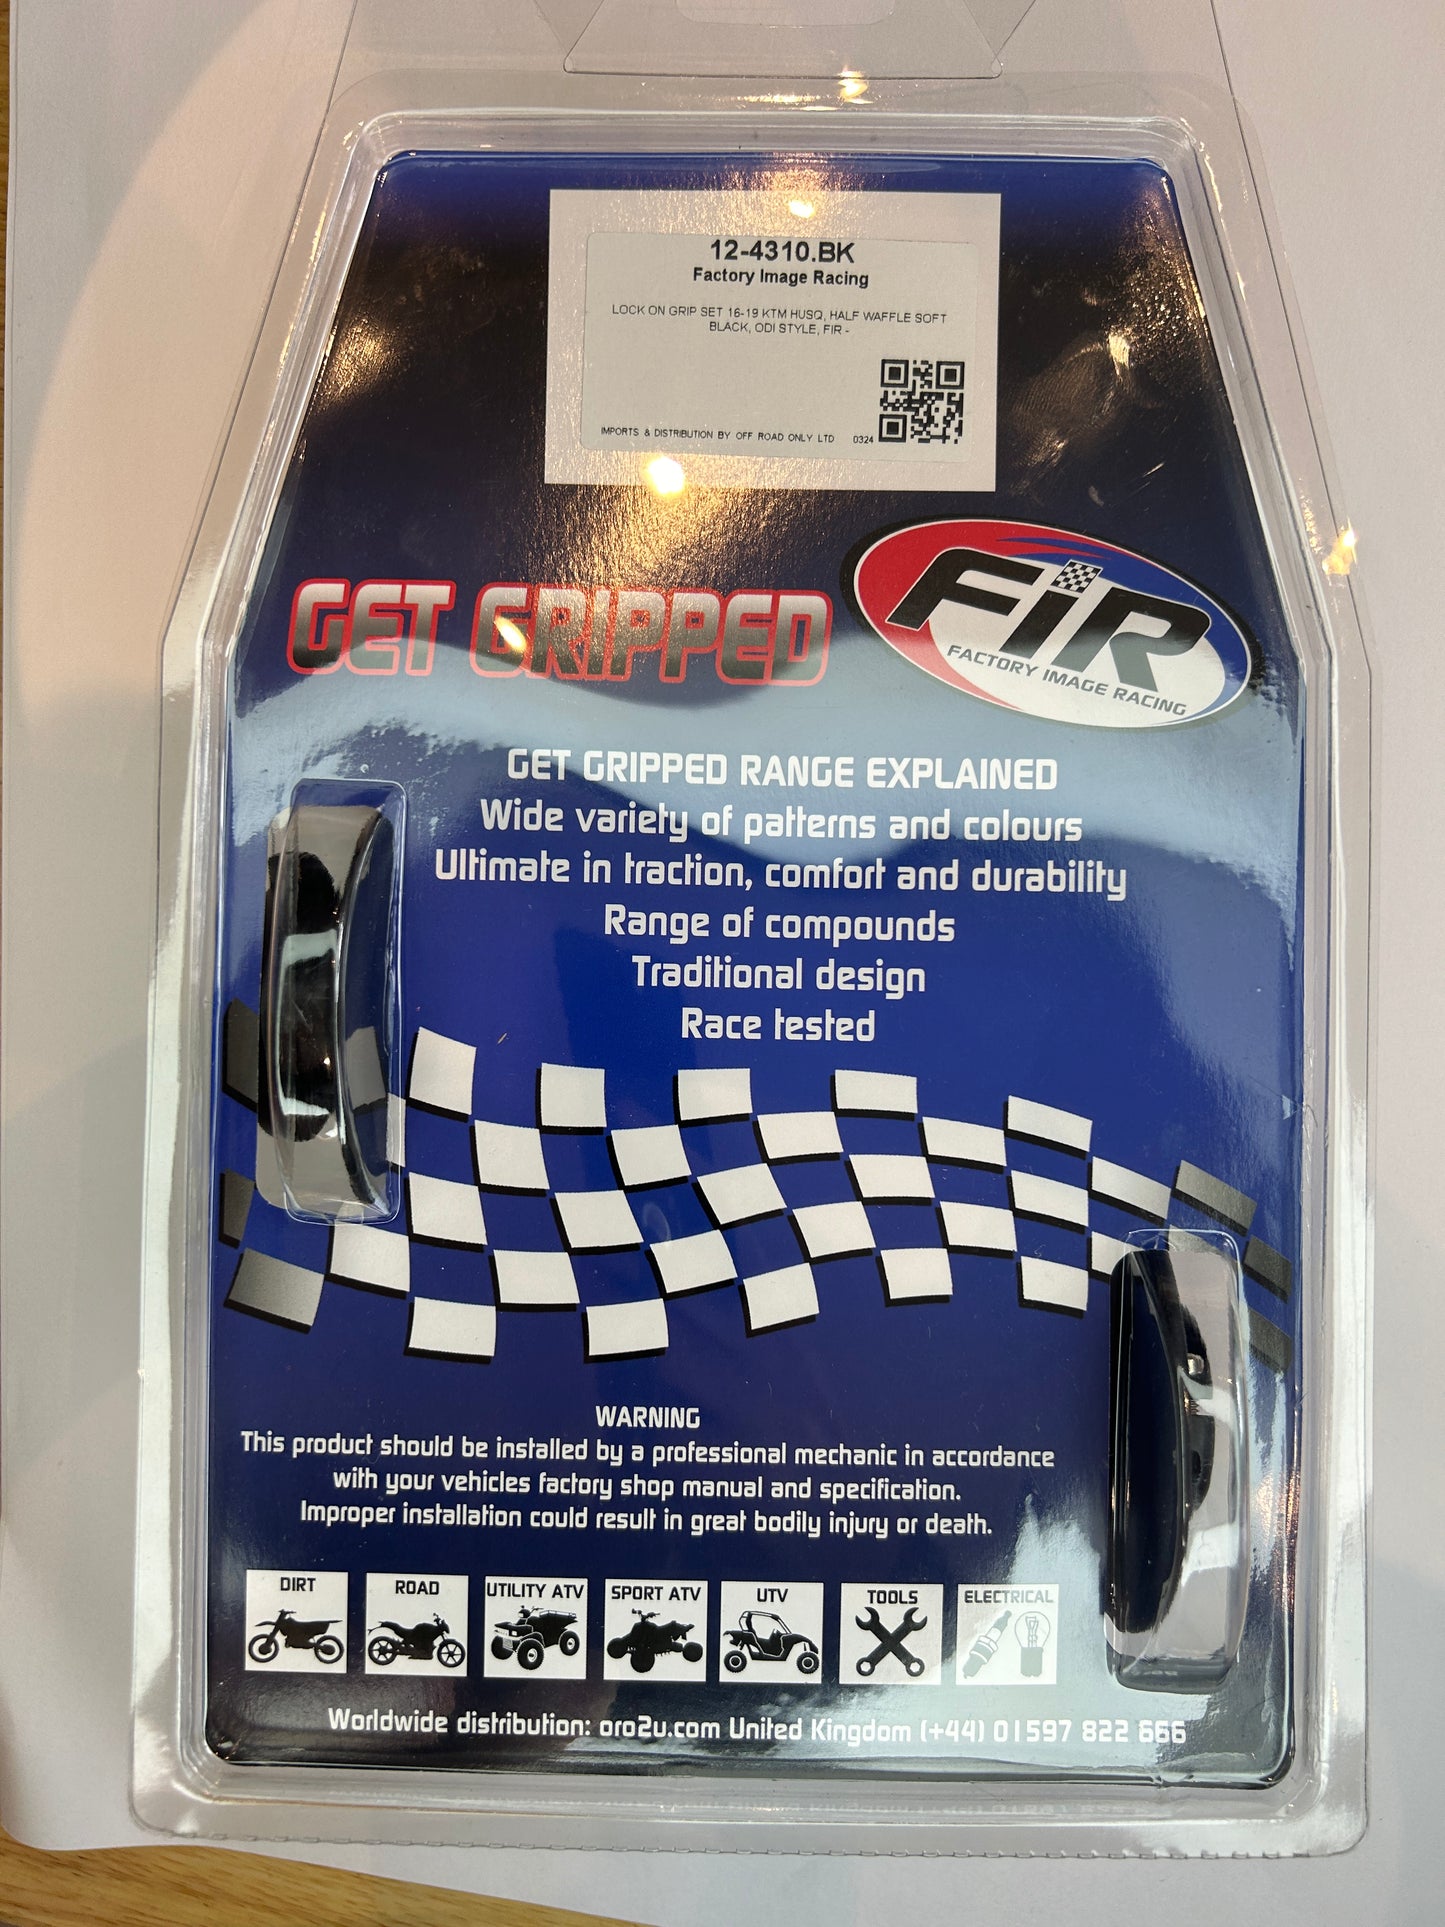 12-4310.BK
Factory Image Racing
LOCK ON GRIP SET 16-19 KTM HUSQ, HALF WAFFLE SOFT
BLACK, ODI STYLE, FIR -
IMPORTS & DISTRIBUTION BY OFF ROAD ONLY LTD 0324
GET GRIPPED
FiR
FACTORY IMAGE RACING
GET GRIPPED RANGE EXPLAINED
Wide variety of patterns and colours
Ultimate in traction, comfort and durability
Range of compounds
Traditional design
Race tested
WARNING
This product should be installed by a professional mechanic in accordance
with your vehicles factory shop manual and specification.
Improper installation could result in great bodily injury or death.
DIRT ROAD UTILITY ATV SPORT ATV UTV TOOLS ELECTRICAL
Worldwide distribution: oro2u.com United Kingdom (+44) 01597 822 666